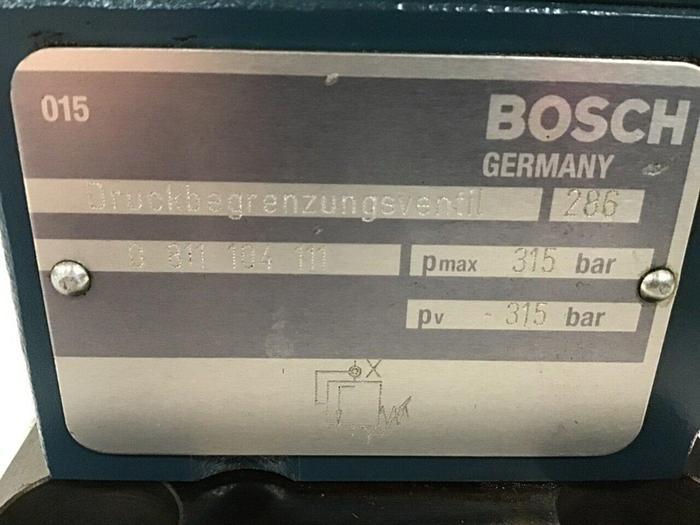 015
BOSCH
GERMANY
Druckbegrenzungsventil 286
0 811 104 111 pmax 315 bar
pv - 315 bar
X